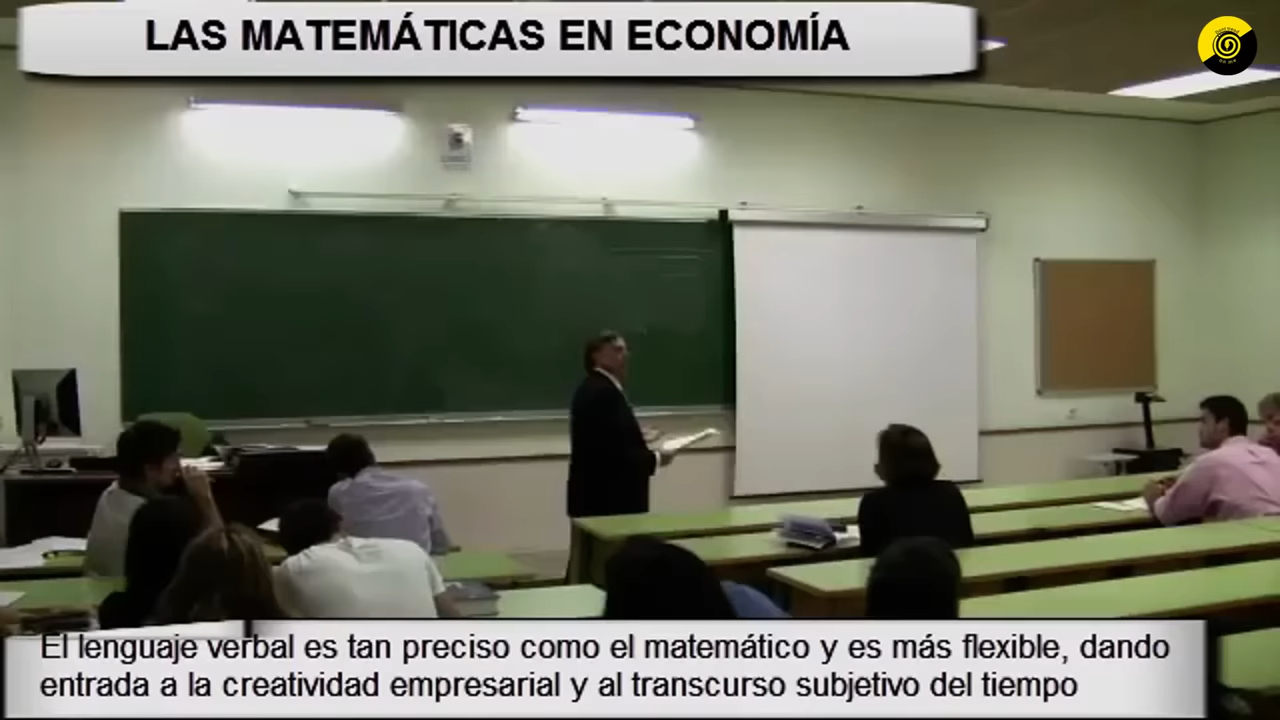 LAS MATEMÁTICAS EN ECONOMÍA
El lenguaje verbal es tan preciso como el matemático y es más flexible, dando
entrada a la creatividad empresarial y al transcurso subjetivo del tiempo